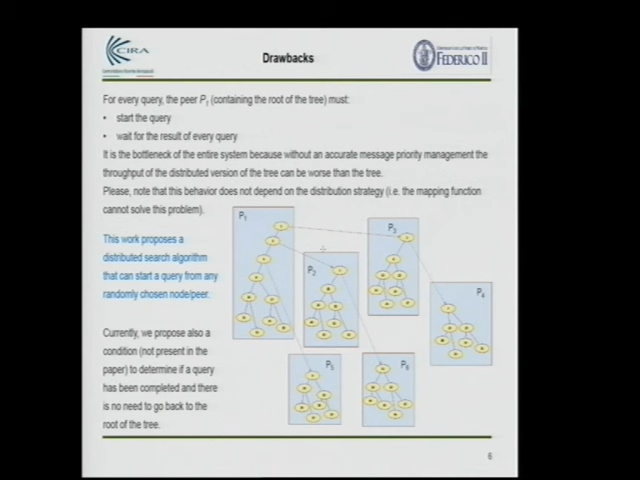 CIRA
Drawbacks
FEDERICO II
For every query, the peer P1 (containing the root of the tree) must:
• start the query
• wait for the result of every query
It is the bottleneck of the entire system because without an accurate message priority management the
throughput of the distributed version of the tree can be worse than the tree.
Please, note that this behavior does not depend on the distribution strategy (i.e. the mapping function
cannot solve this problem).
This work proposes a
distributed search algorithm
that can start a query from any
randomly chosen node/peer.
Currently, we propose also a
condition (not present in the
paper) to determine if a query
has been completed and there
is no need to go back to the
root of the tree.
P1
P3
P2
P4
P5
P6
6